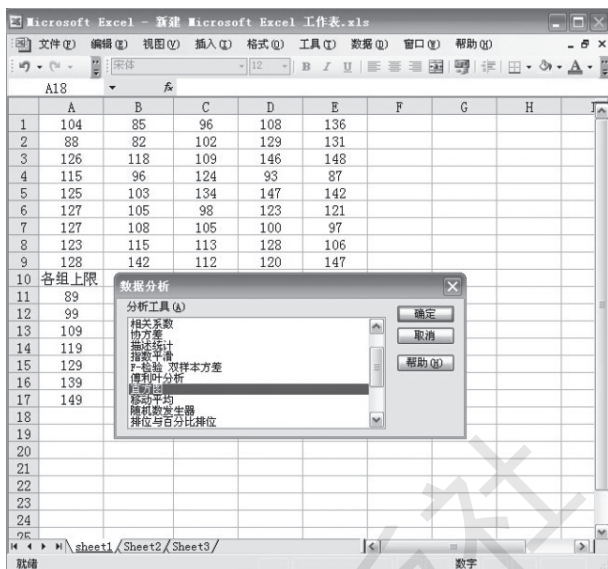 Microsoft Excel - 新建 Microsoft Excel 工作表.xls
文件(F) 编辑(E) 视图(V) 插入(I) 格式(O) 工具(T) 数据(D) 窗口(W) 帮助(H)
宋体 12 B I U A
A18 fx
A B C D E F G H I
1 104 85 96 108 136
2 88 82 102 129 131
3 126 118 109 146 148
4 115 96 124 93 87
5 125 103 134 147 142
6 127 105 98 123 121
7 127 108 105 100 97
8 123 115 113 128 106
9 128 142 112 120 147
10 各组上限
11 89
12 99
13 109
14 119
15 129
16 139
17 149
18
19
20
21
22
23
24
25
数据分析
分析工具(A)
相关系数
协方差
描述统计
指数平滑
F-检验 双样本方差
傅利叶分析
直方图
移动平均
随机数发生器
排位与百分比排位
确定
取消
帮助(H)
sheet1 Sheet2 Sheet3
就绪 数字